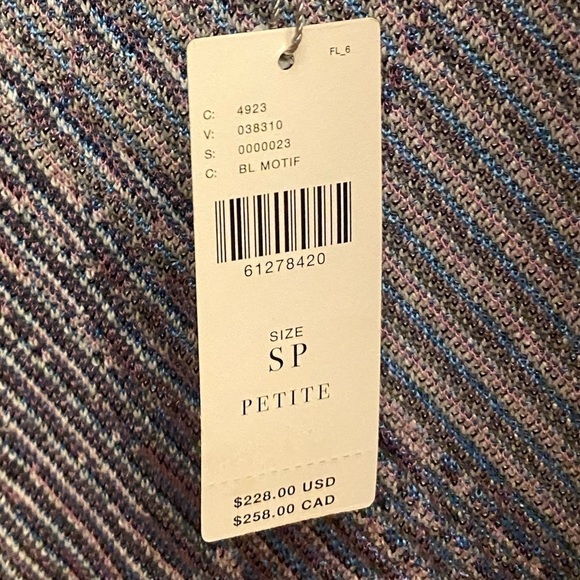 FL_6
C: 4923
V: 038310
S: 0000023
C: BL MOTIF
61278420
SIZE
SP
PETITE
$228.00 USD
$258.00 CAD